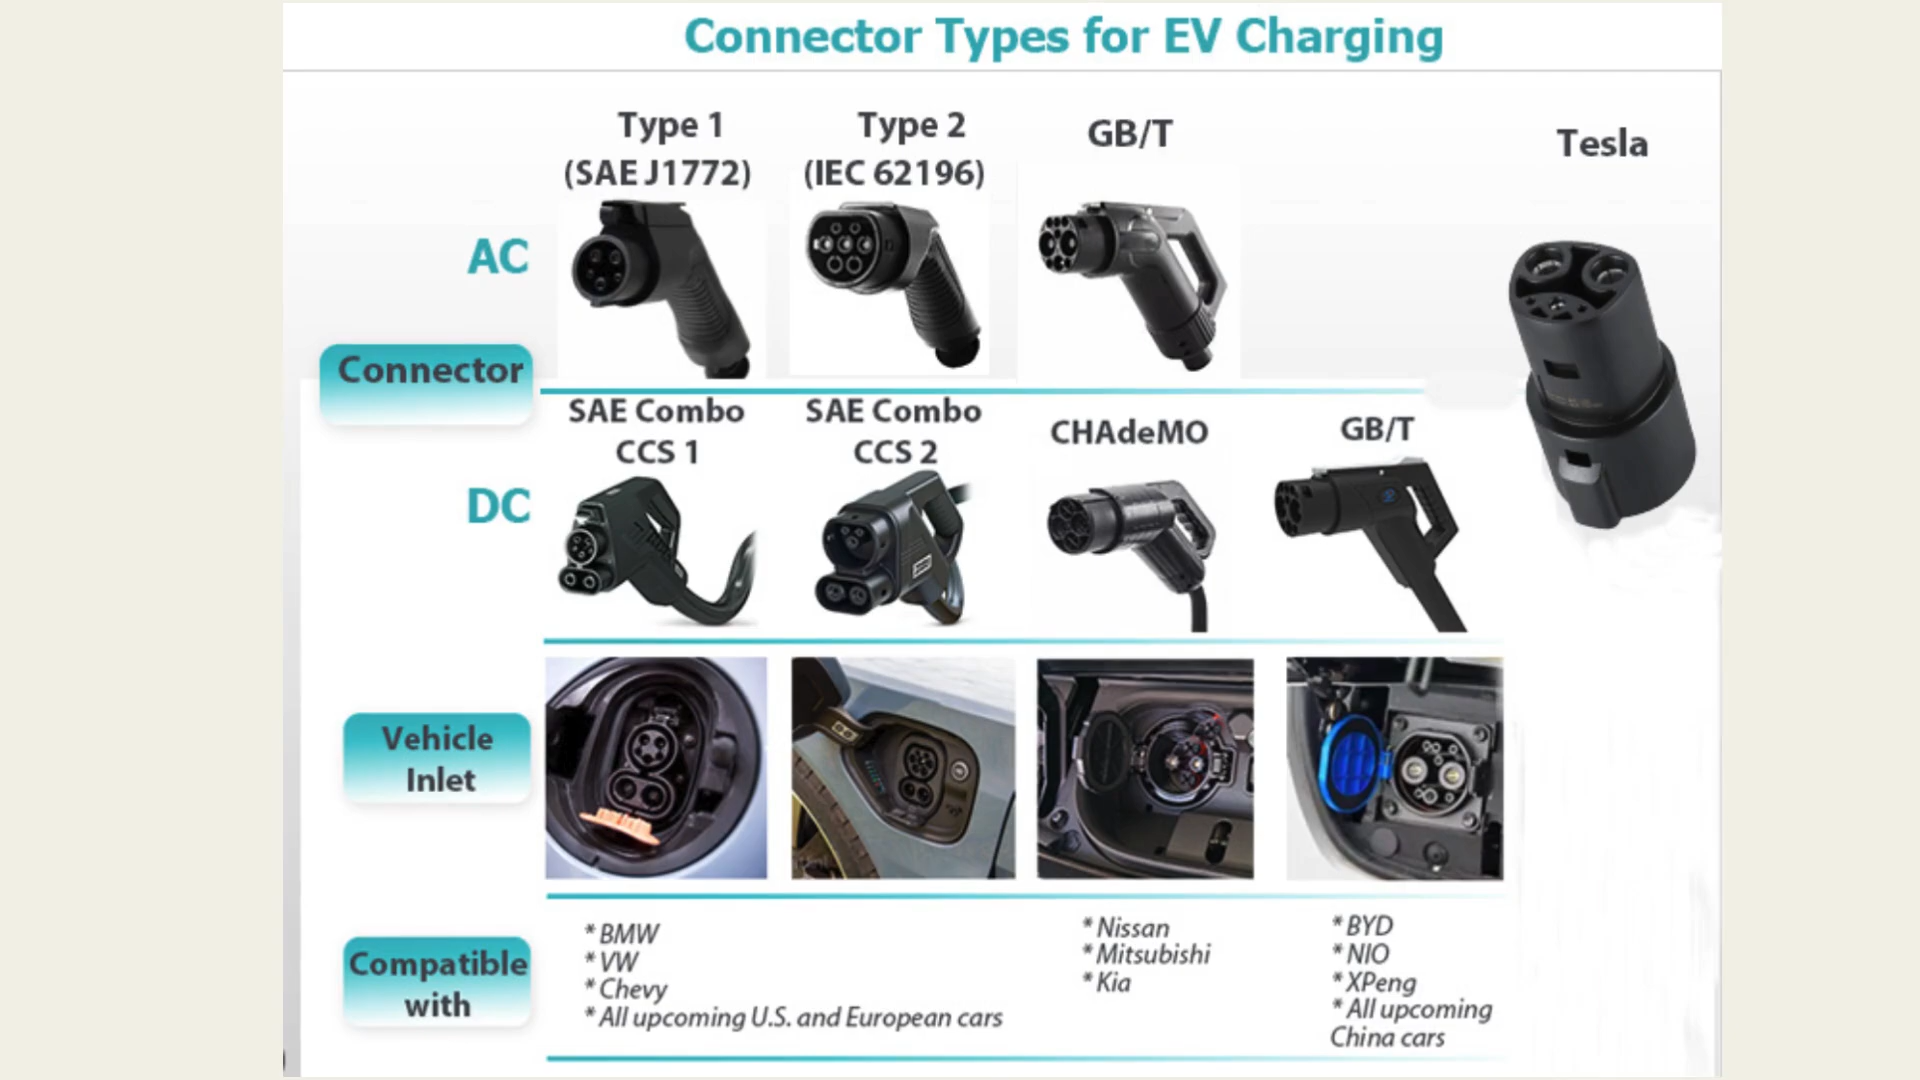 Connector Types for EV Charging
Type 1
(SAE J1772)
Type 2
(IEC 62196)
GB/T
Tesla
AC
Connector
SAE Combo
CCS 1
SAE Combo
CCS 2
CHAdeMO
GB/T
DC
Vehicle
Inlet
Compatible
with
* BMW
* VW
* Chevy
* All upcoming U.S. and European cars
* Nissan
* Mitsubishi
* Kia
* BYD
* NIO
* XPeng
* All upcoming
China cars